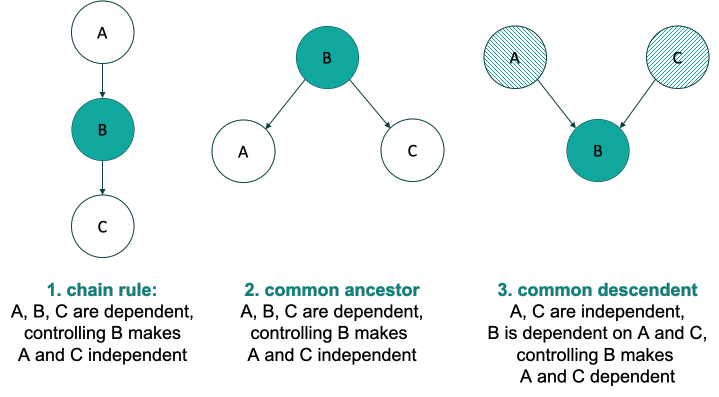 A
B
C
B
A
C
A
C
B
1. chain rule:
A, B, C are dependent,
controlling B makes
A and C independent
2. common ancestor
A, B, C are dependent,
controlling B makes
A and C independent
3. common descendent
A, C are independent,
B is dependent on A and C,
controlling B makes
A and C dependent